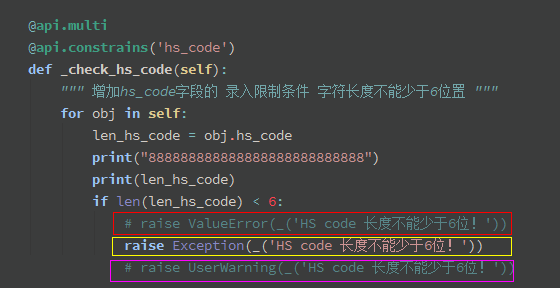 @api.multi
@api.constrains('hs_code')
def _check_hs_code(self):
    """ 增加hs_code字段的 录入限制条件 字符长度不能少于6位置 """
    for obj in self:
        len_hs_code = obj.hs_code
        print("8888888888888888888888888888")
        print(len_hs_code)
        if len(len_hs_code) < 6:
            # raise ValueError(_('HS code 长度不能少于6位! '))
            raise Exception(_('HS code 长度不能少于6位! '))
            # raise UserWarning(_('HS code 长度不能少于6位! '))